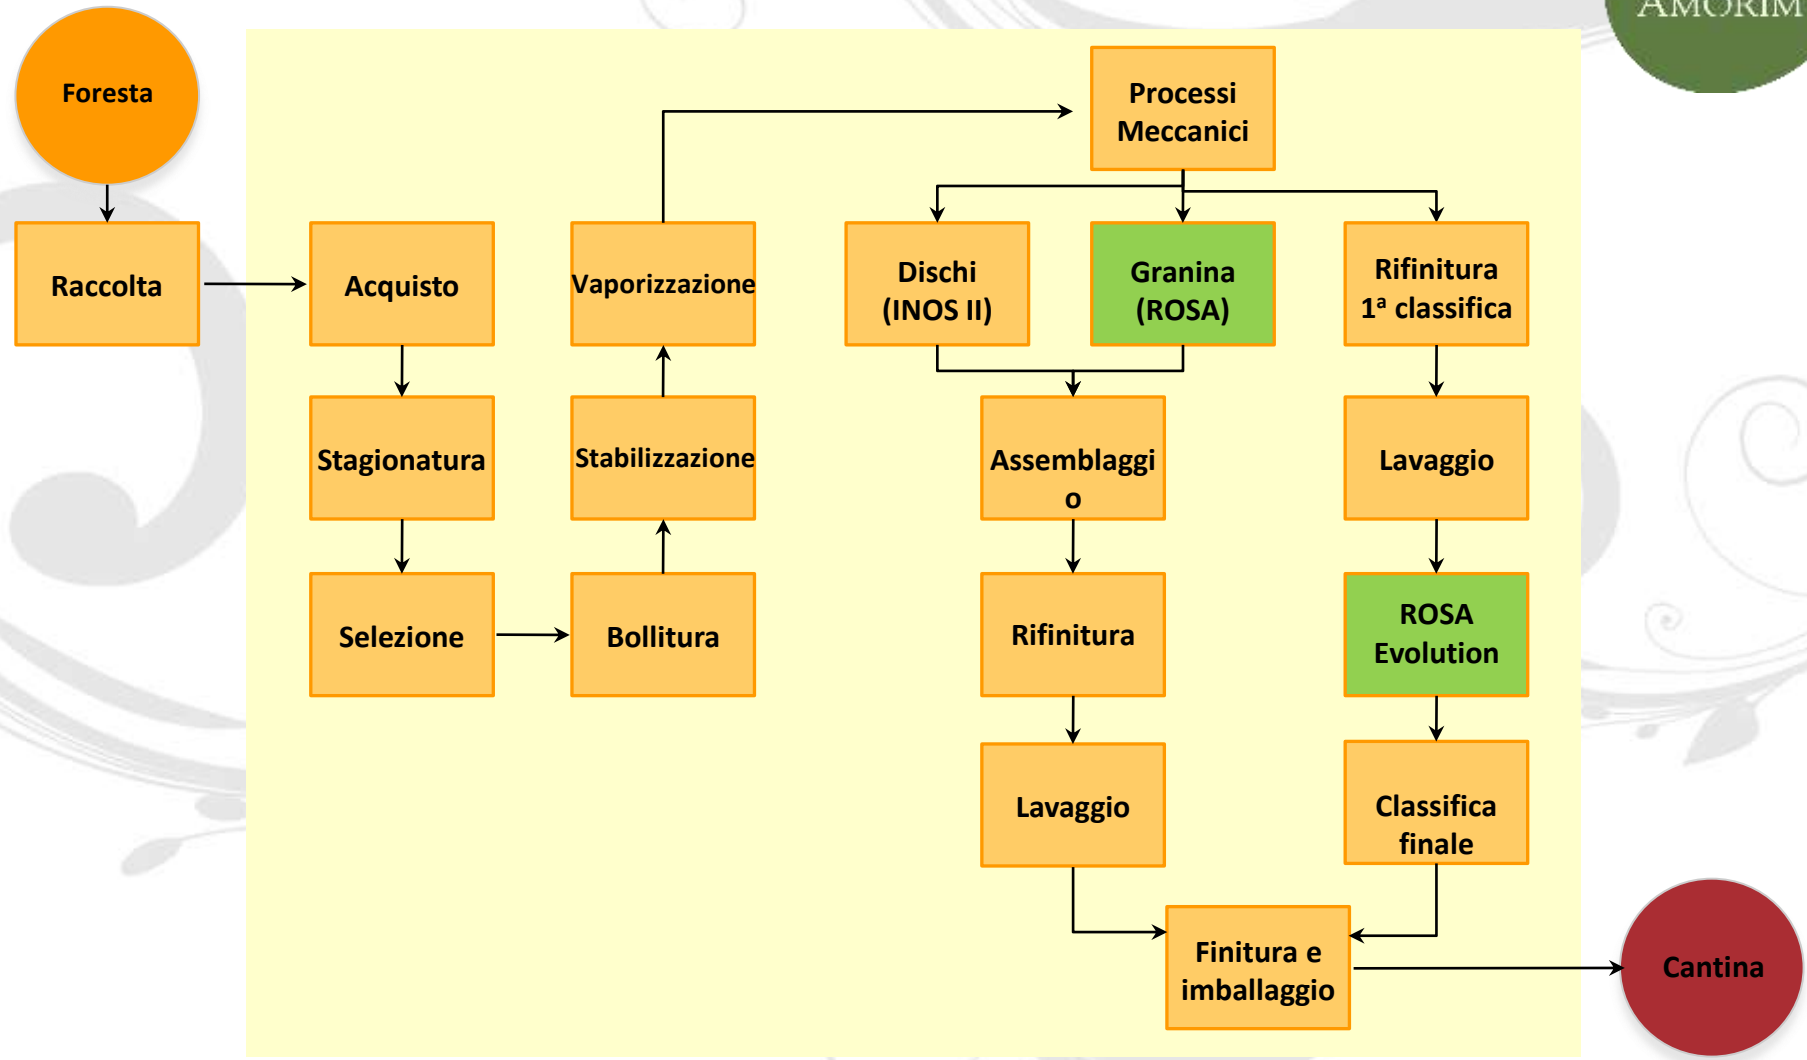 AMORIM
Foresta
Processi
Meccanici
Raccolta
Acquisto
Vaporizzazione
Dischi
(INOS II)
Granina
(ROSA)
Rifinitura
1ª classifica
Stagionatura
Stabilizzazione
Assemblaggi
o
Lavaggio
Selezione
Bollitura
Rifinitura
ROSA
Evolution
Lavaggio
Classifica
finale
Finitura e
imballaggio
Cantina